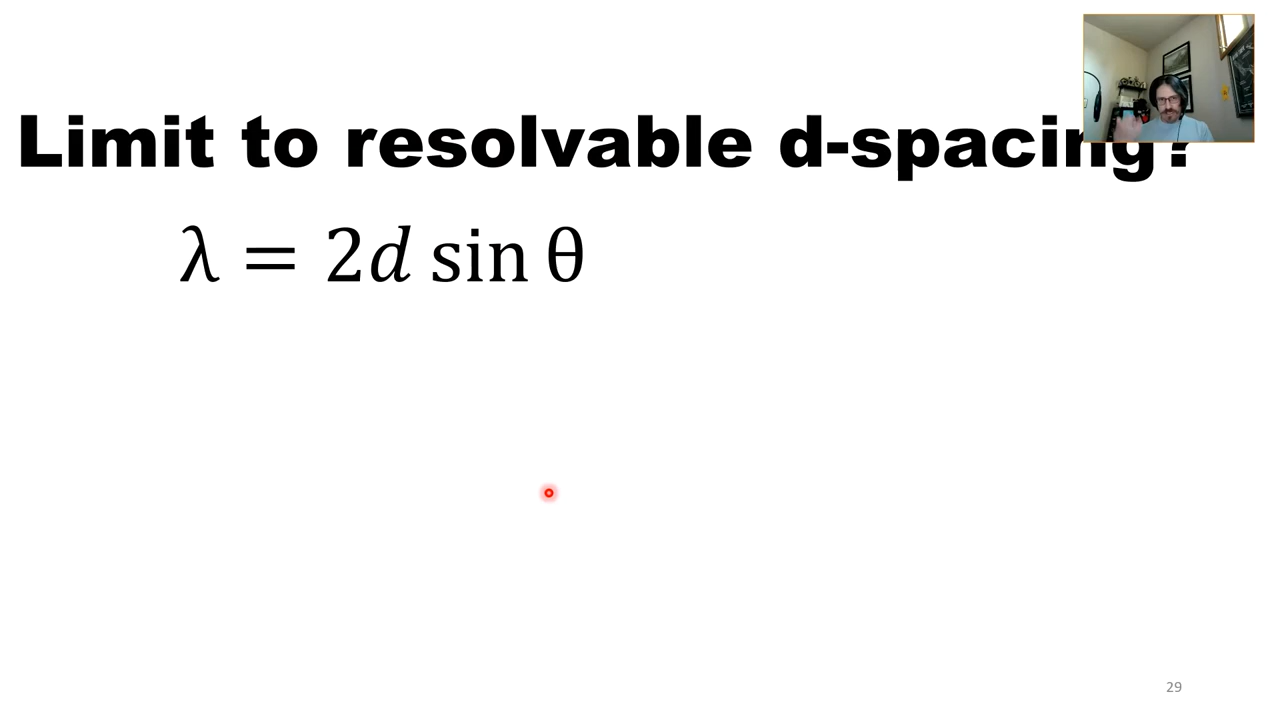 Limit to resolvable d-spacing?
λ = 2d sin θ
29